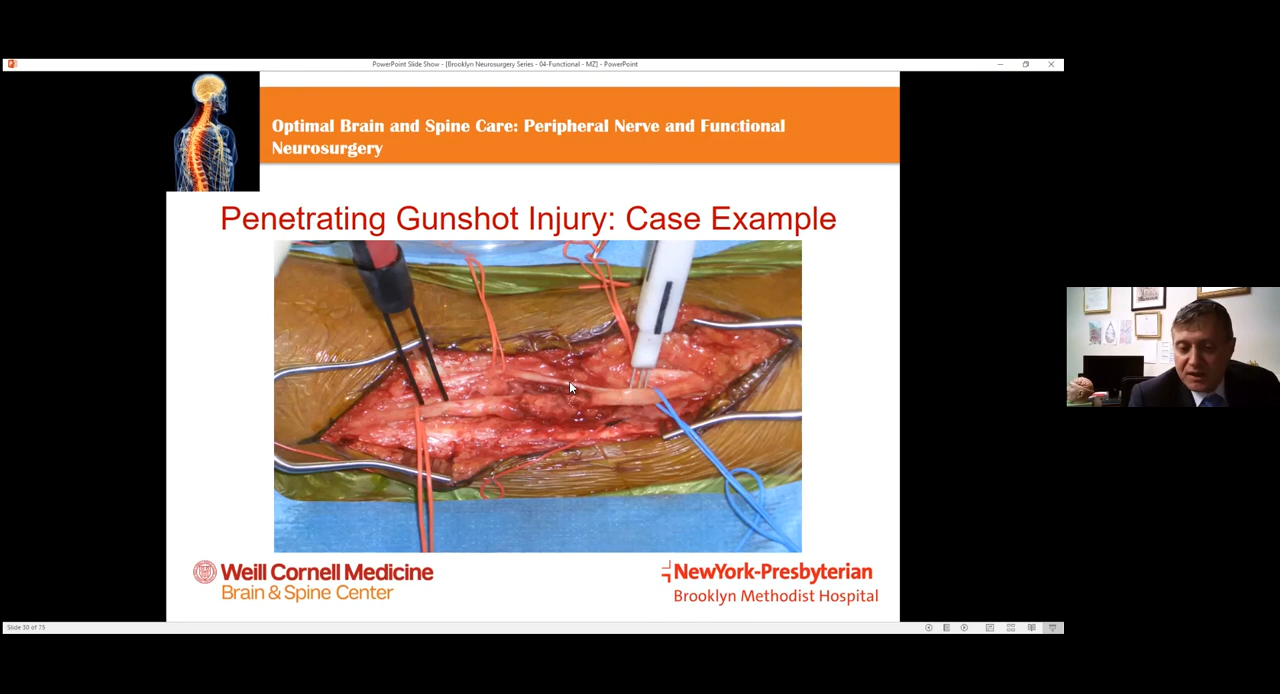 PowerPoint Slide Show - [Brooklyn Neurosurgery Series - 04-Functional - MZ] - PowerPoint
Optimal Brain and Spine Care: Peripheral Nerve and Functional
Neurosurgery
Penetrating Gunshot Injury: Case Example
Weill Cornell Medicine
Brain & Spine Center
NewYork-Presbyterian
Brooklyn Methodist Hospital
Slide 30 of 75